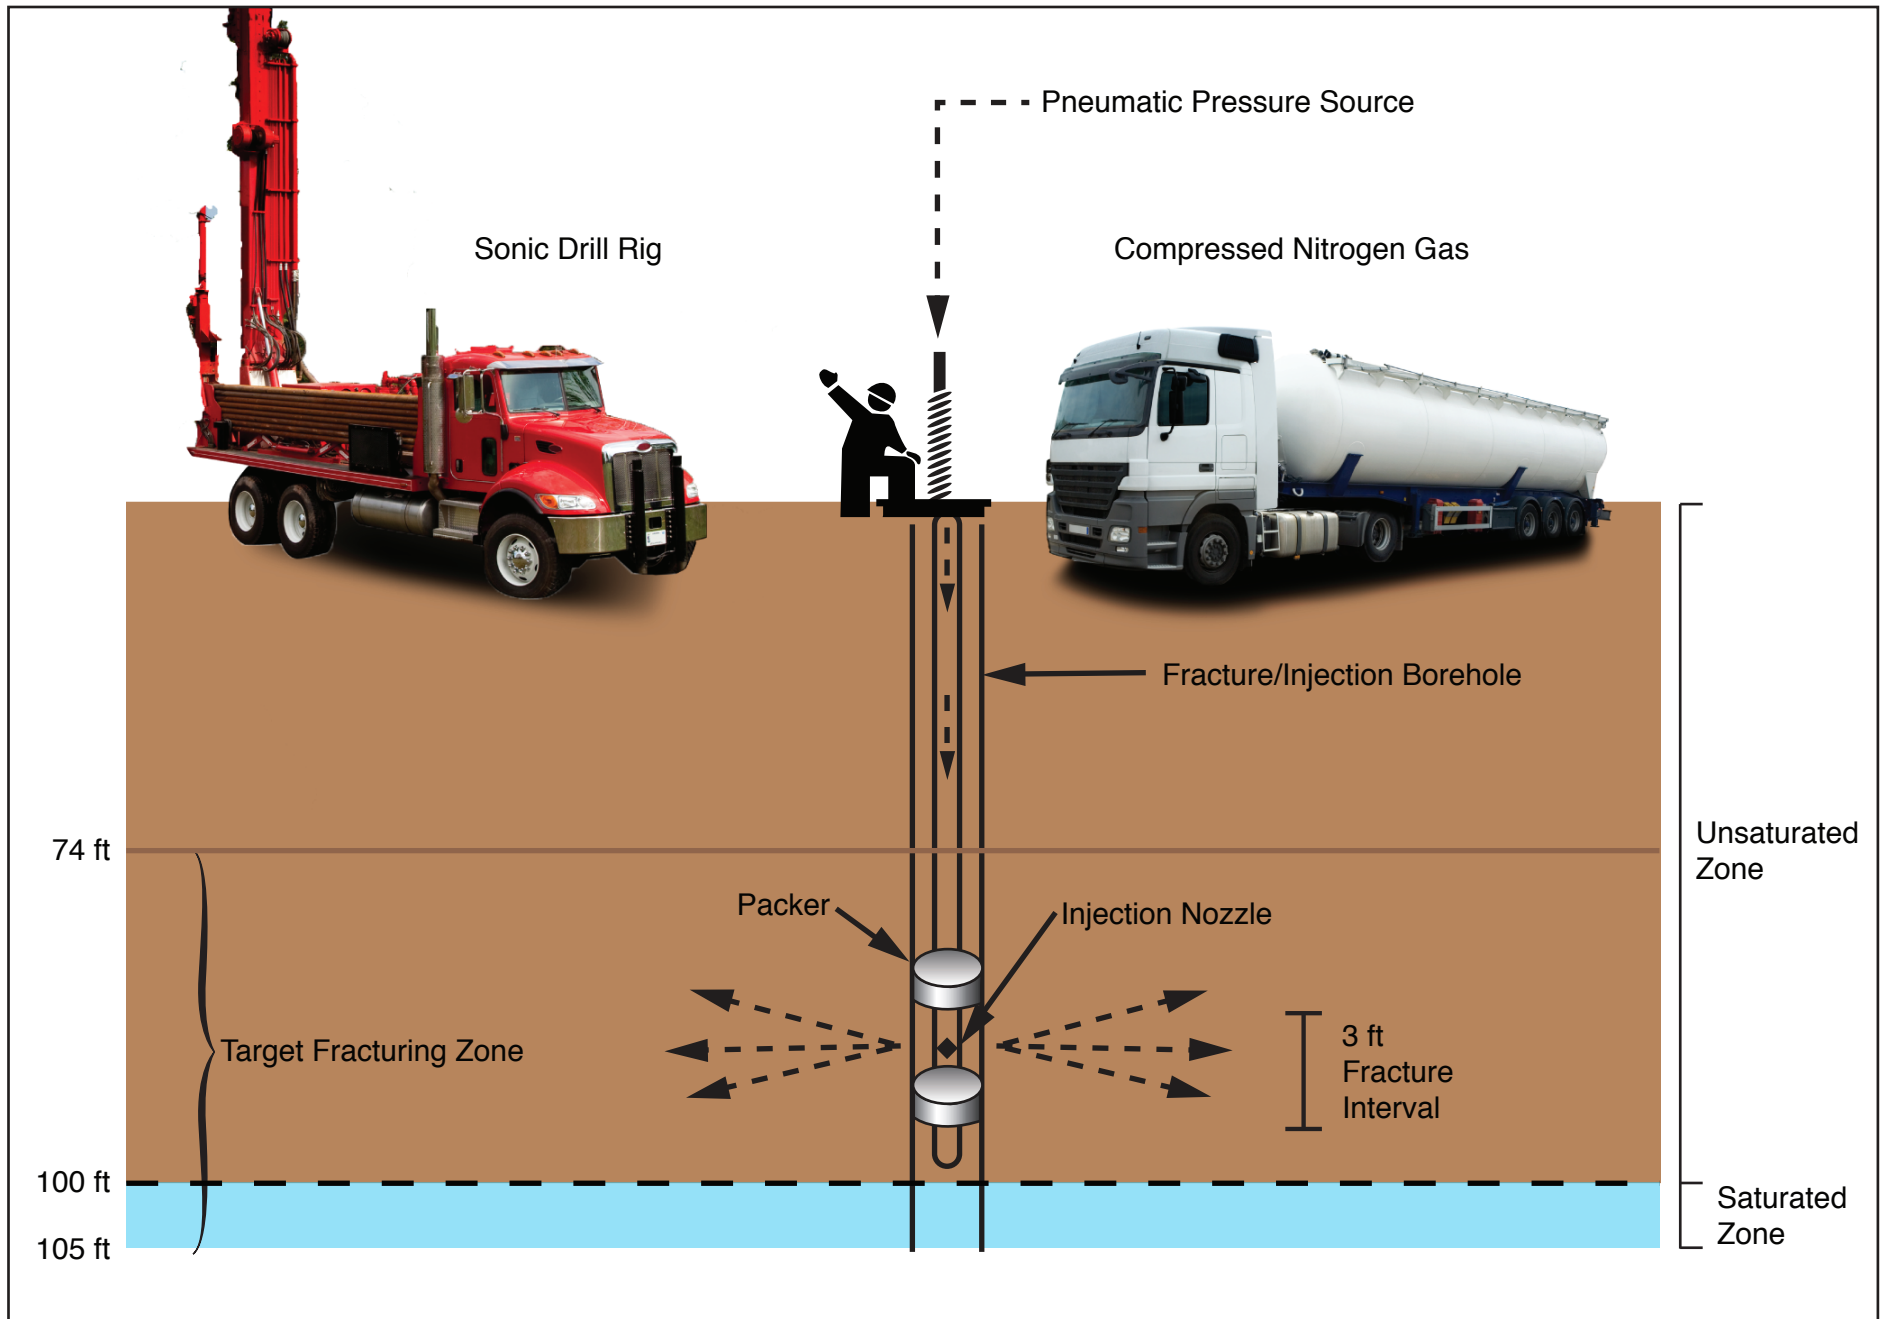 Pneumatic Pressure Source
Sonic Drill Rig
Compressed Nitrogen Gas
Fracture/Injection Borehole
74 ft
Unsaturated
Zone
Packer
Injection Nozzle
Target Fracturing Zone
3 ft
Fracture
Interval
100 ft
Saturated
Zone
105 ft